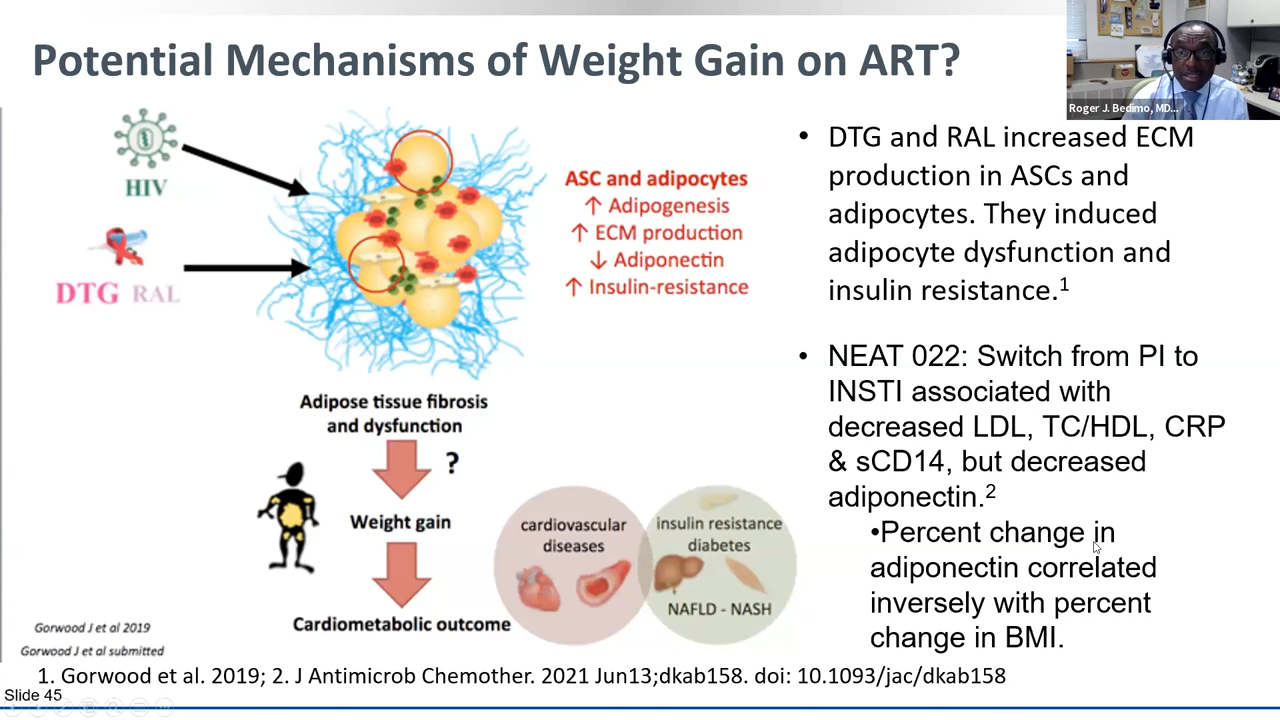 Potential Mechanisms of Weight Gain on ART?
Roger J. Bedimo, MD...
HIV
DTG RAL
ASC and adipocytes
↑ Adipogenesis
↑ ECM production
↓ Adiponectin
↑ Insulin-resistance
Adipose tissue fibrosis
and dysfunction
?
Weight gain
Cardiometabolic outcome
cardiovascular
diseases
insulin resistance
diabetes
NAFLD - NASH
Gorwood J et al 2019
Gorwood J et al submitted
• DTG and RAL increased ECM
production in ASCs and
adipocytes. They induced
adipocyte dysfunction and
insulin resistance.1
• NEAT 022: Switch from PI to
INSTI associated with
decreased LDL, TC/HDL, CRP
& sCD14, but decreased
adiponectin.2
•Percent change in
adiponectin correlated
inversely with percent
change in BMI.
1. Gorwood et al. 2019; 2. J Antimicrob Chemother. 2021 Jun13;dkab158. doi: 10.1093/jac/dkab158
Slide 45